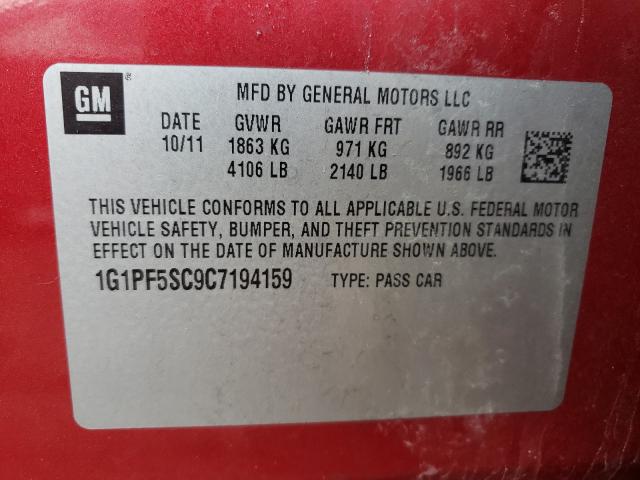 GM ®
MFD BY GENERAL MOTORS LLC
DATE GVWR GAWR FRT GAWR RR
10/11 1863 KG 971 KG 892 KG
4106 LB 2140 LB 1966 LB
THIS VEHICLE CONFORMS TO ALL APPLICABLE U.S. FEDERAL MOTOR
VEHICLE SAFETY, BUMPER, AND THEFT PREVENTION STANDARDS IN
EFFECT ON THE DATE OF MANUFACTURE SHOWN ABOVE.
1G1PF5SC9C7194159 TYPE: PASS CAR